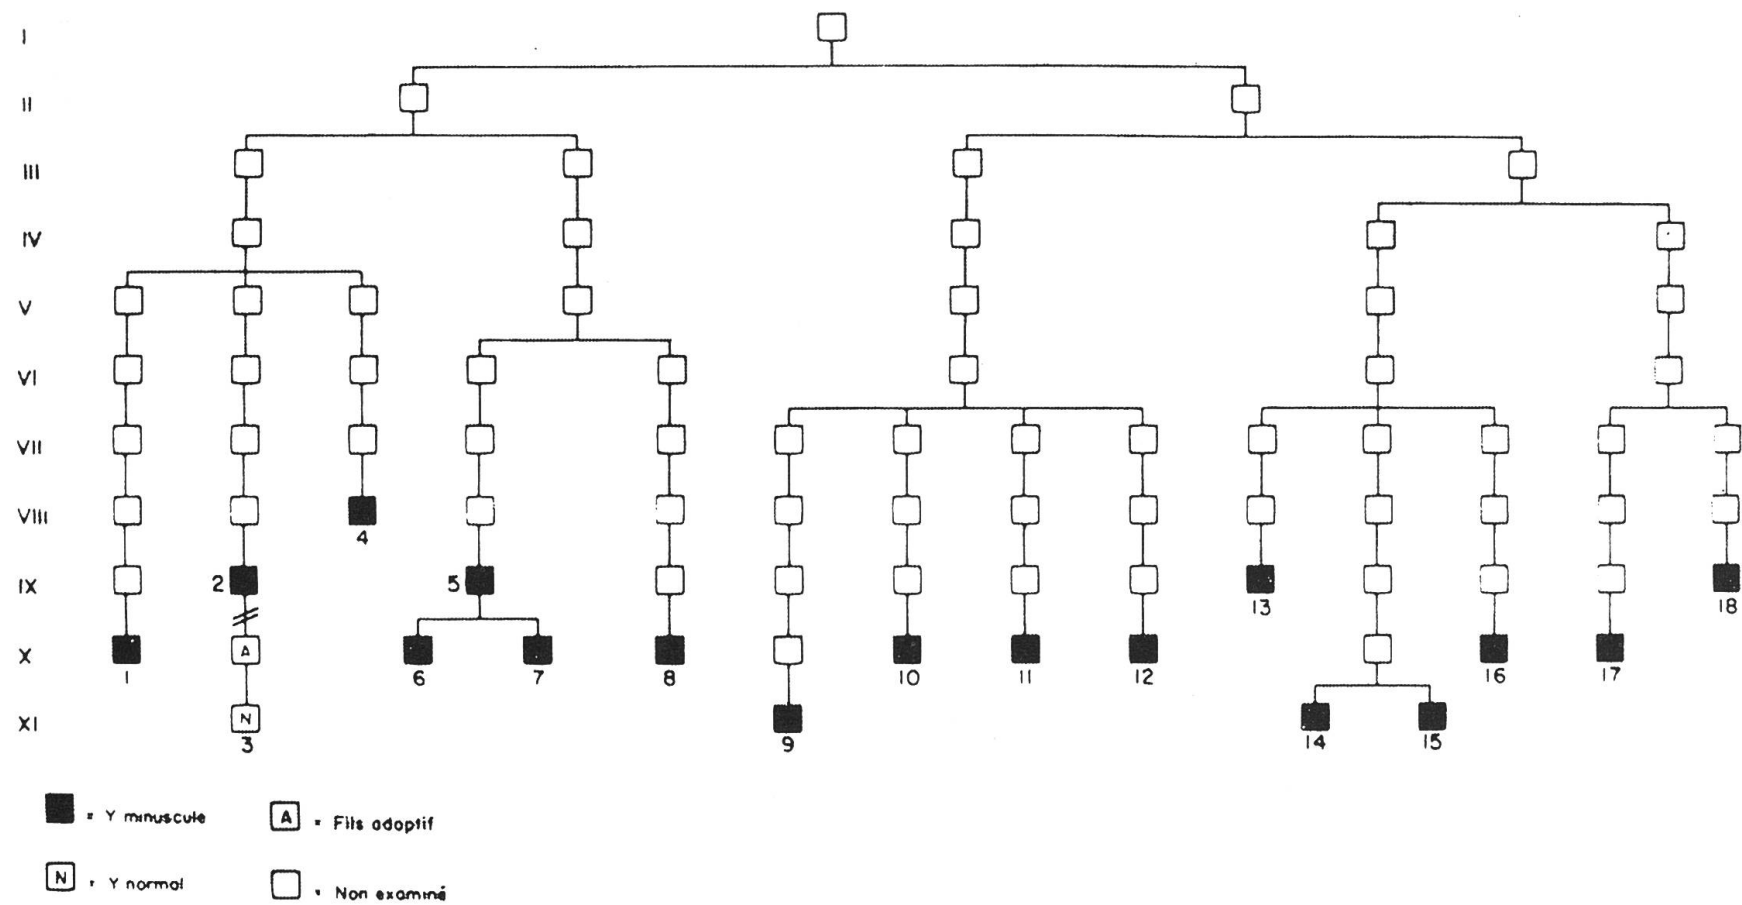 I
II
III
IV
V
VI
VII
VIII
4
IX
2
5
13
18
X
A
1
6
7
8
10
11
12
16
17
XI
N
3
9
14
15
= Y minuscule
A = Fils adoptif
N = Y normal
= Non examiné